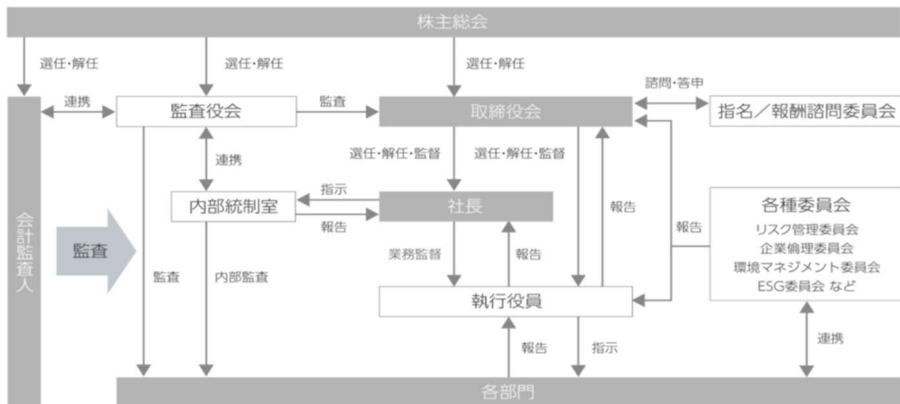 株主総会
選任・解任
選任・解任
選任・解任
諮問・答申
連携
監査役会
監査
取締役会
指名／報酬諮問委員会
連携
選任・解任・監督
選任・解任・監督
会計監査人
監査
内部統制室
指示
報告
社長
報告
報告
各種委員会
リスク管理委員会
企業倫理委員会
環境マネジメント委員会
ESG委員会 など
監査
内部監査
業務監督
報告
執行役員
報告
指示
連携
各部門